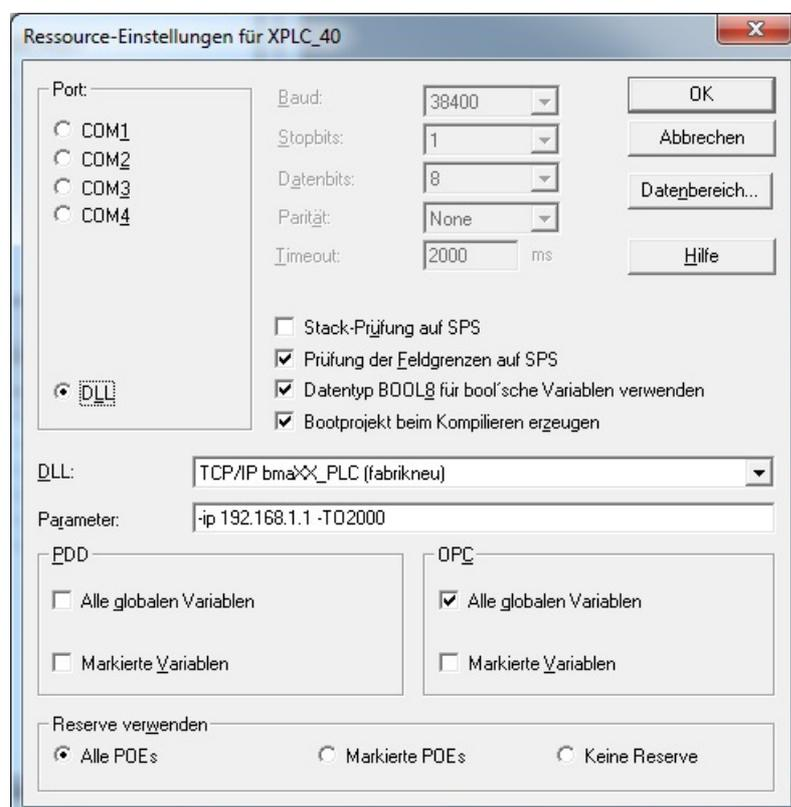 Ressource-Einstellungen für XPLC_40
Port:
COM1
COM2
COM3
COM4
DLL
Baud: 38400
Stopbits: 1
Datenbits: 8
Parität: None
Timeout: 2000 ms
OK
Abbrechen
Datenbereich...
Hilfe
Stack-Prüfung auf SPS
Prüfung der Feldgrenzen auf SPS
Datentyp BOOL8 für bool´sche Variablen verwenden
Bootprojekt beim Kompilieren erzeugen
DLL: TCP/IP bmaXX_PLC (fabrikneu)
Parameter: -ip 192.168.1.1 -TO2000
PDD
Alle globalen Variablen
Markierte Variablen
OPC
Alle globalen Variablen
Markierte Variablen
Reserve verwenden
Alle POEs Markierte POEs Keine Reserve